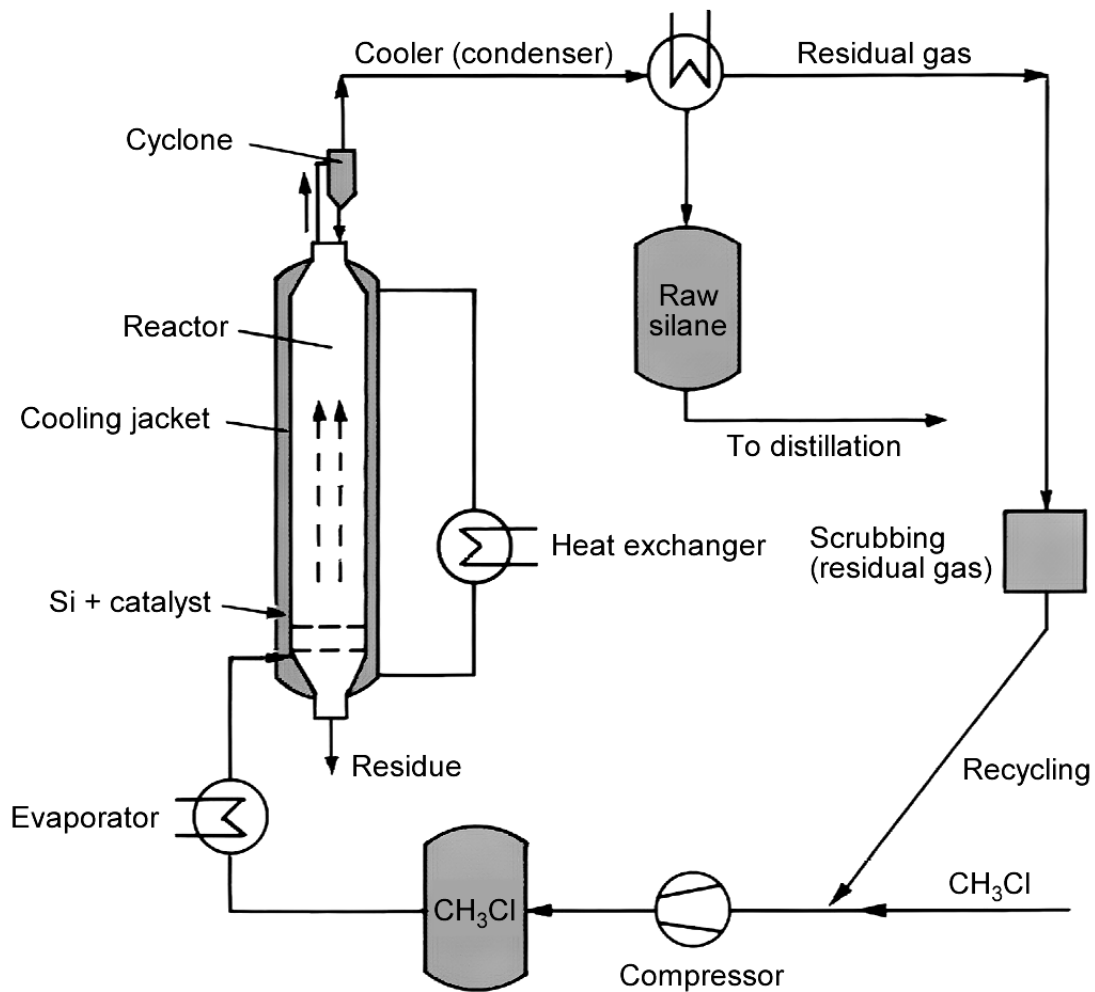 Cooler (condenser)
Residual gas
Cyclone
Raw
silane
Reactor
Cooling jacket
To distillation
Heat exchanger
Scrubbing
(residual gas)
Si + catalyst
Residue
Recycling
Evaporator
CH₃Cl
CH₃Cl
Compressor